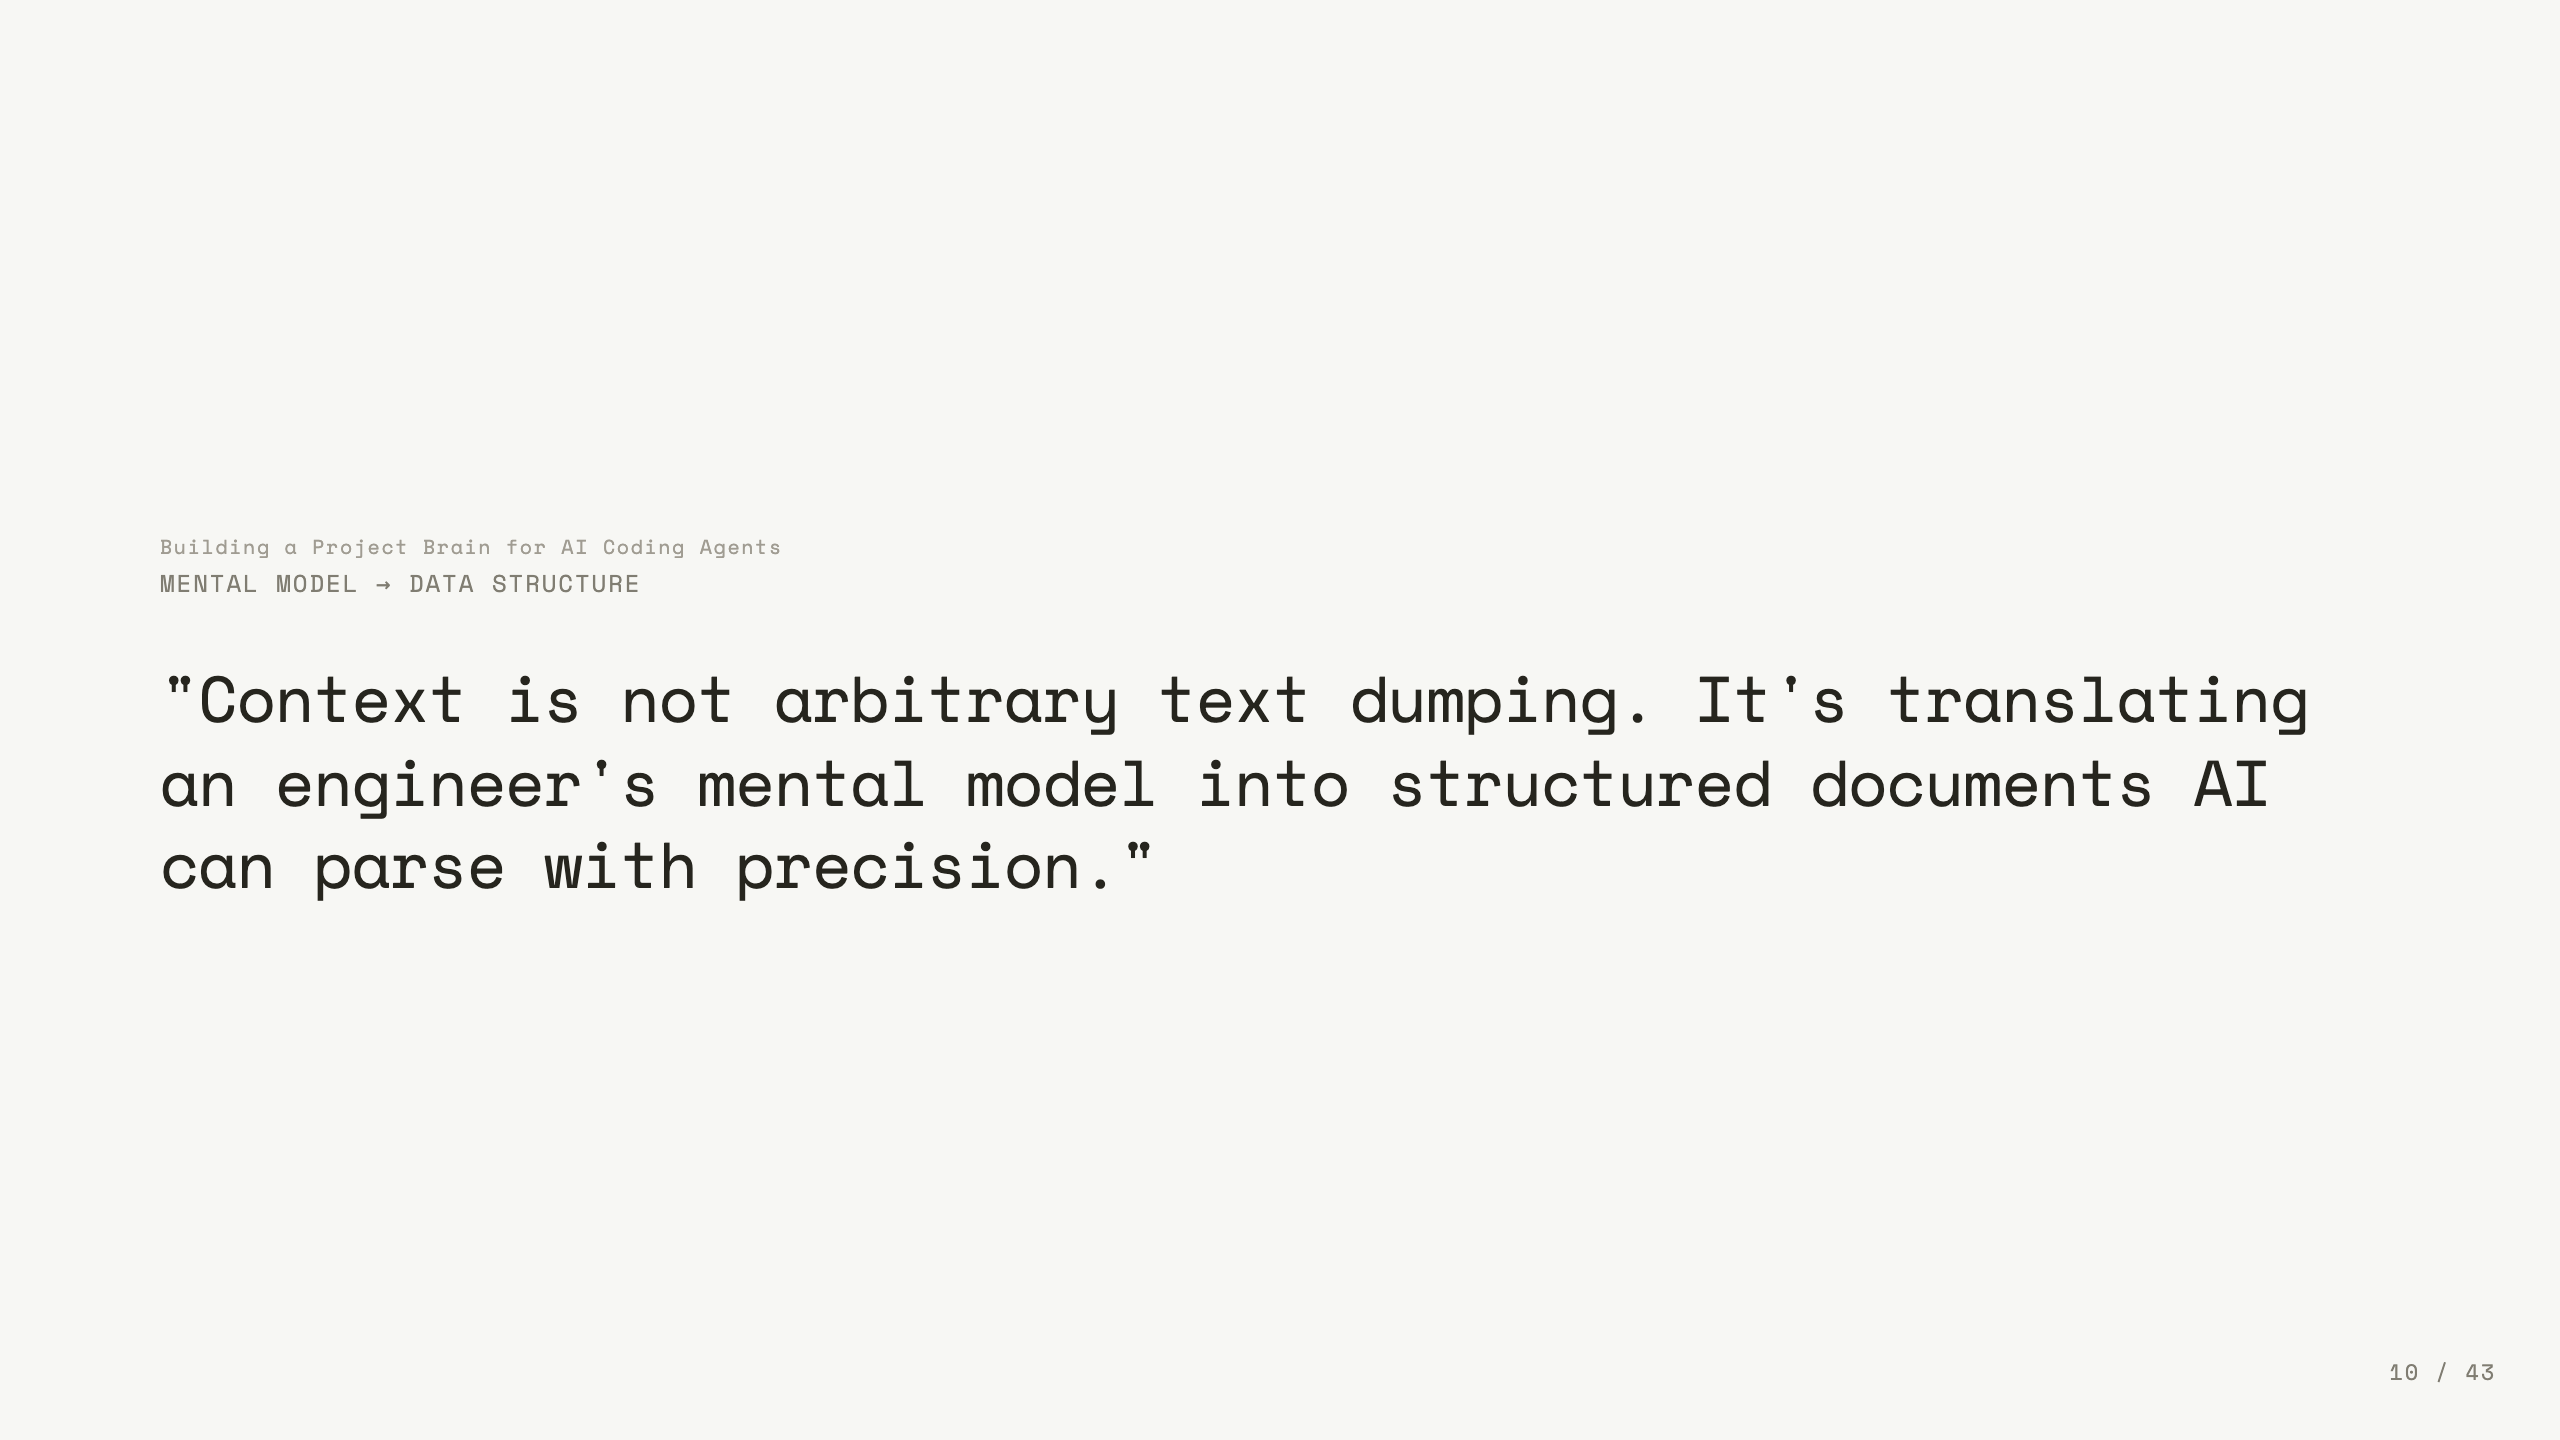 Building a Project Brain for AI Coding Agents
MENTAL MODEL → DATA STRUCTURE
"Context is not arbitrary text dumping. It's translating
an engineer's mental model into structured documents AI
can parse with precision."
10 / 43